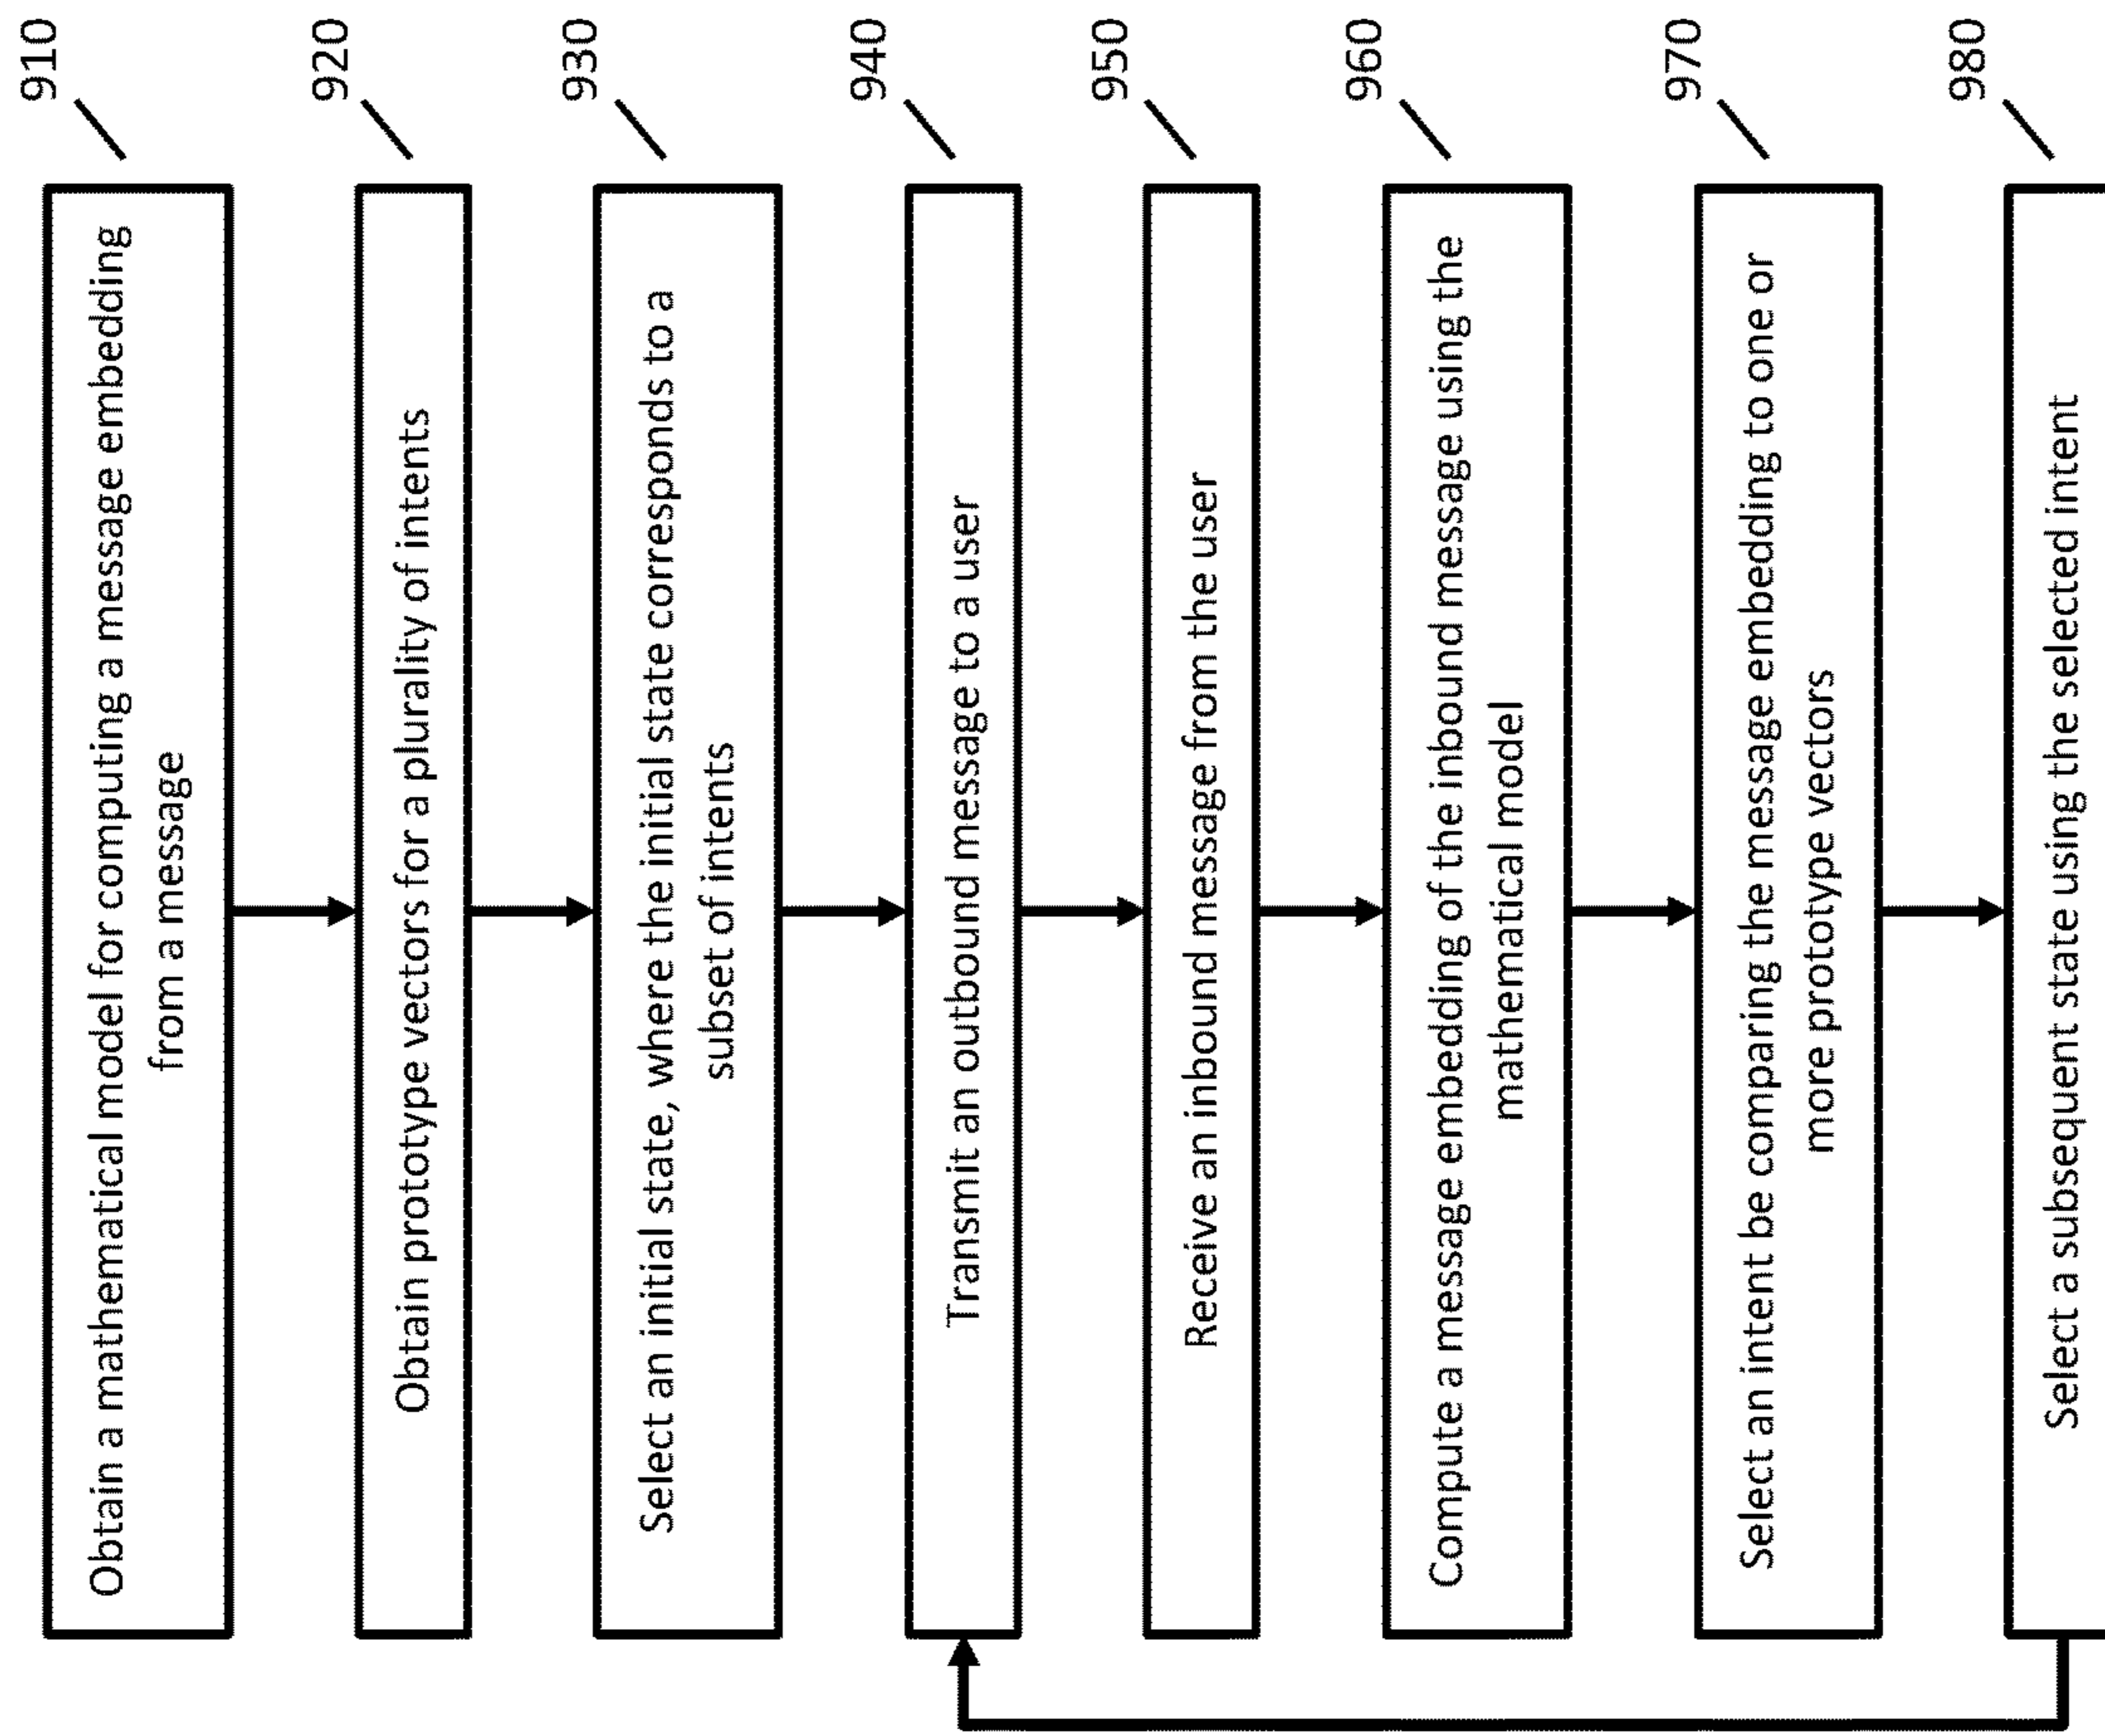 910
Obtain a mathematical model for computing a message embedding
from a message
920
Obtain prototype vectors for a plurality of intents
930
Select an initial state, where the initial state corresponds to a
subset of intents
940
Transmit an outbound message to a user
950
Receive an inbound message from the user
960
Compute a message embedding of the inbound message using the
mathematical model
970
Select an intent be comparing the message embedding to one or
more prototype vectors
980
Select a subsequent state using the selected intent